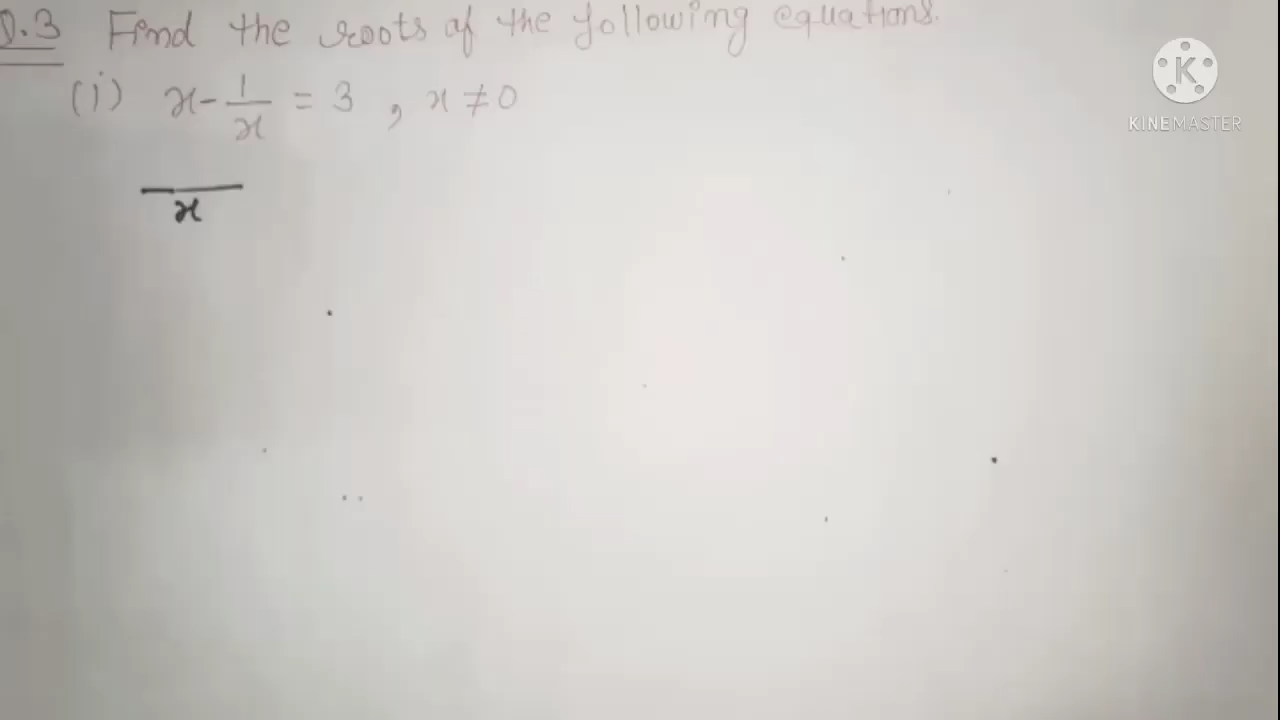 Q.3 Find the roots of the following equations.
(i) x - 1/x = 3 , x ≠ 0
x
K
KINEMASTER